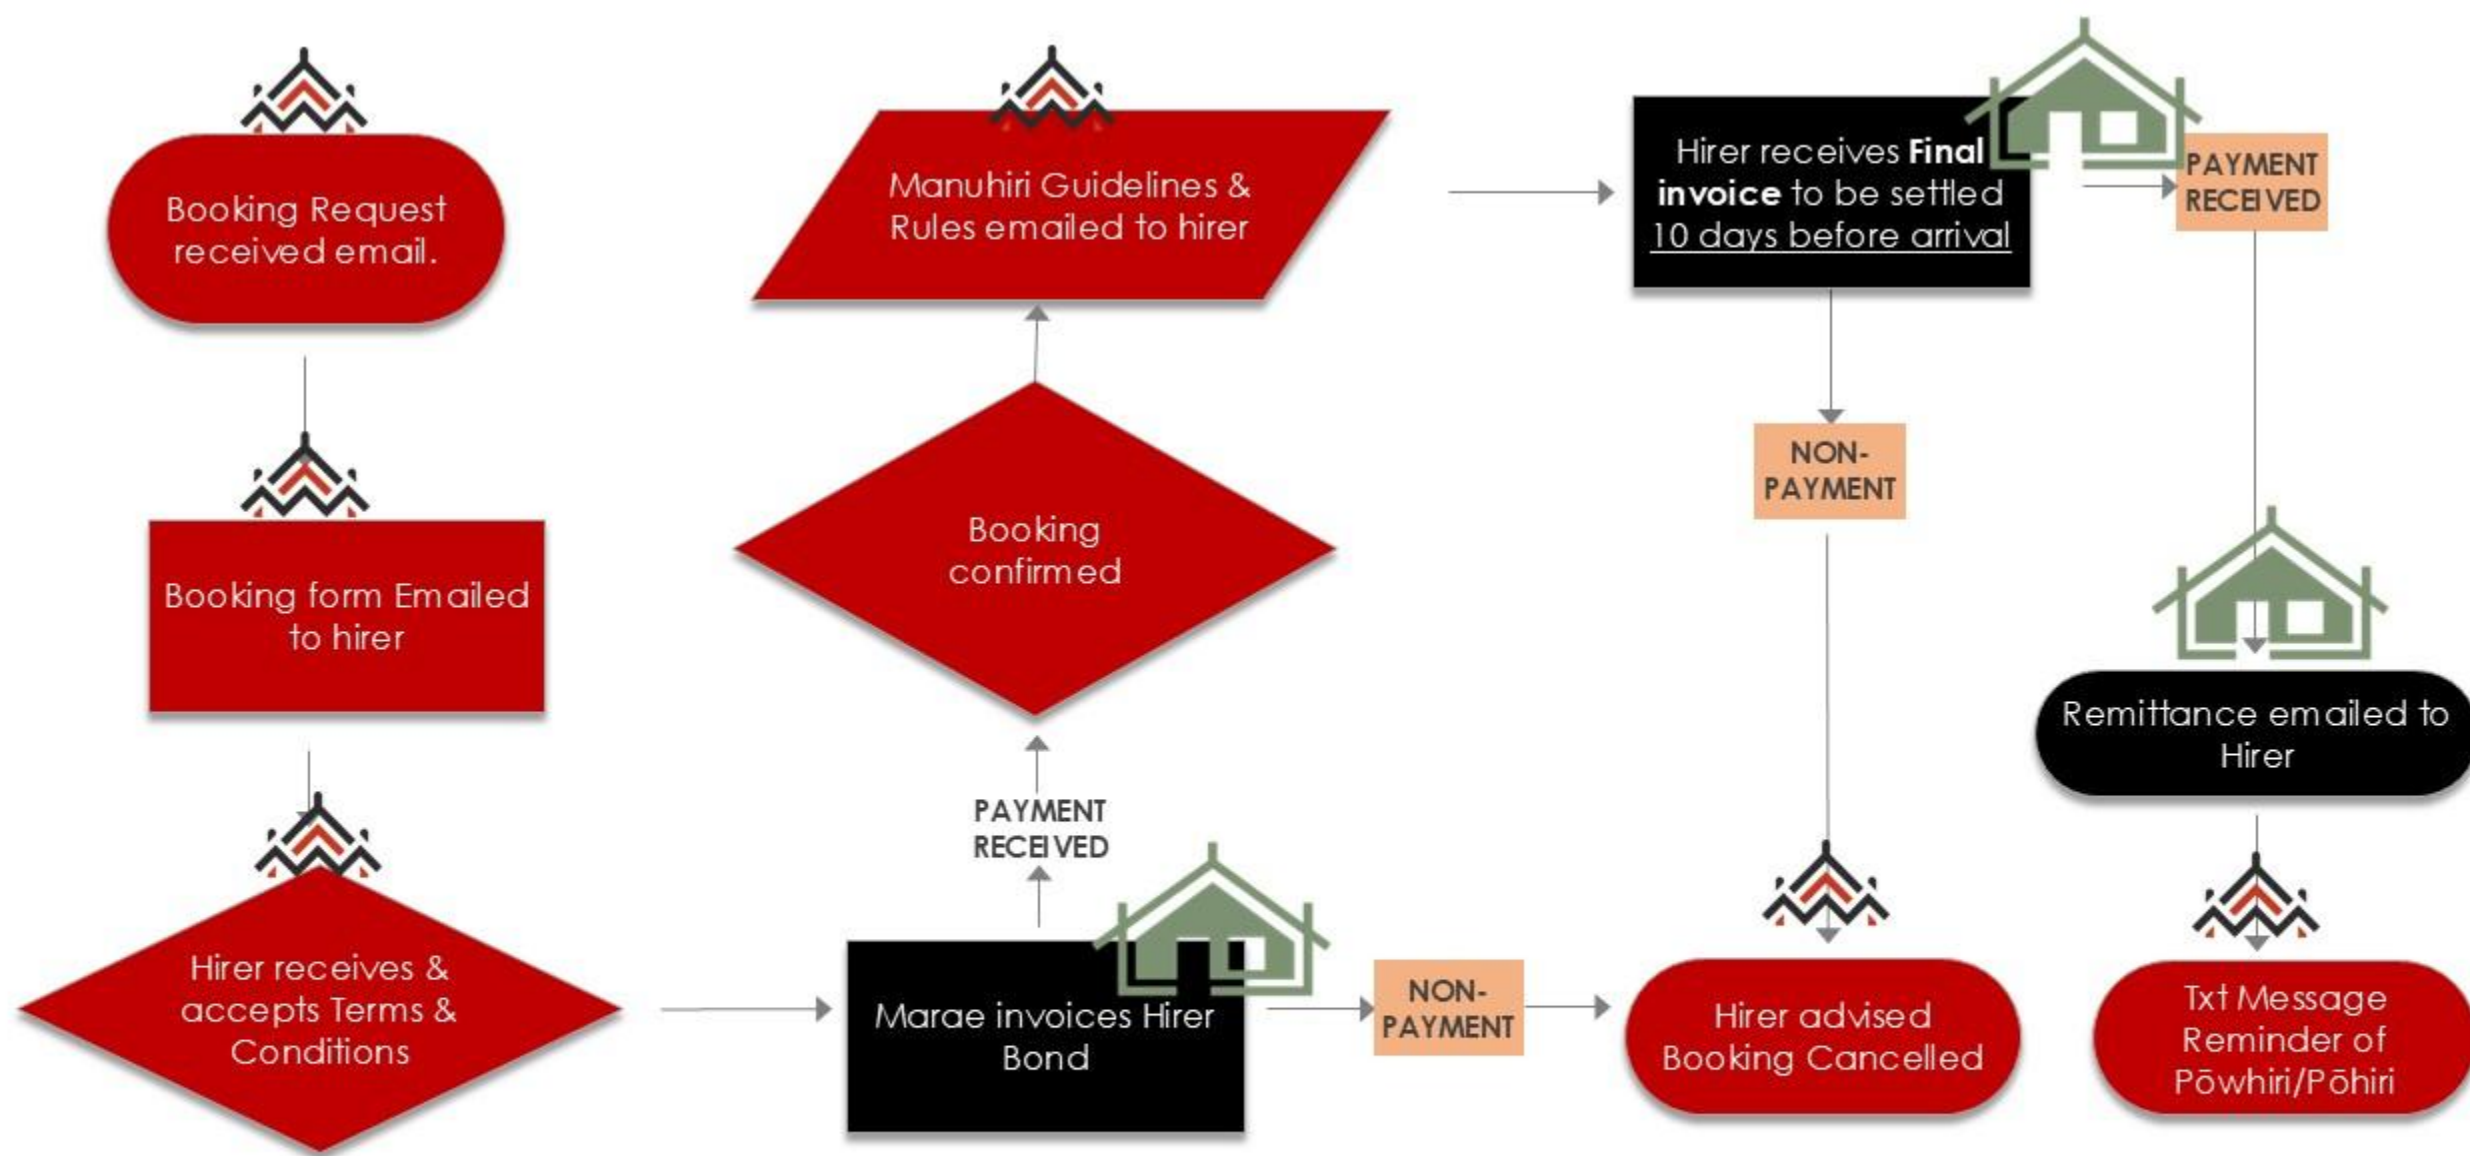 Booking Request
received email.
Booking form Emailed
to hirer
Hirer receives &
accepts Terms &
Conditions
Marae invoices Hirer
Bond
PAYMENT
RECEIVED
Booking
confirmed
Manuhiri Guidelines &
Rules emailed to hirer
Hirer receives Final
invoice to be settled
10 days before arrival
PAYMENT
RECEIVED
NON-
PAYMENT
NON-
PAYMENT
Hirer advised
Booking Cancelled
Remittance emailed to
Hirer
Txt Message
Reminder of
Pōwhiri/Pōhiri